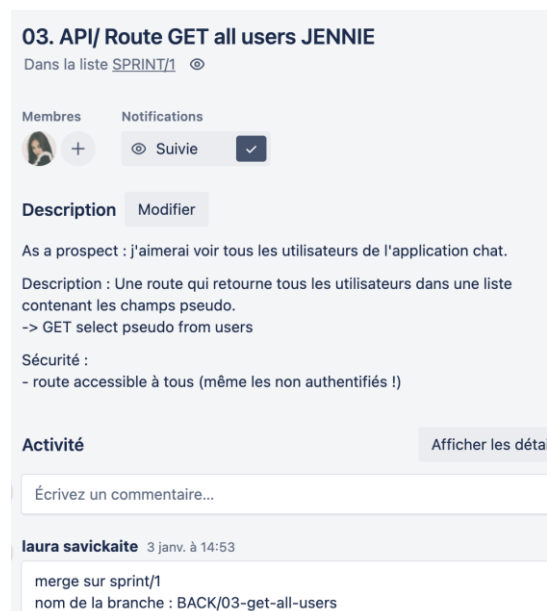 03. API/ Route GET all users JENNIE
Dans la liste SPRINT/1
Membres Notifications
Suivie
Description Modifier
As a prospect : j'aimerai voir tous les utilisateurs de l'application chat.
Description : Une route qui retourne tous les utilisateurs dans une liste
contenant les champs pseudo.
-> GET select pseudo from users
Sécurité :
- route accessible à tous (même les non authentifiés !)
Activité Afficher les détai
Écrivez un commentaire...
laura savickaite 3 janv. à 14:53
merge sur sprint/1
nom de la branche : BACK/03-get-all-users